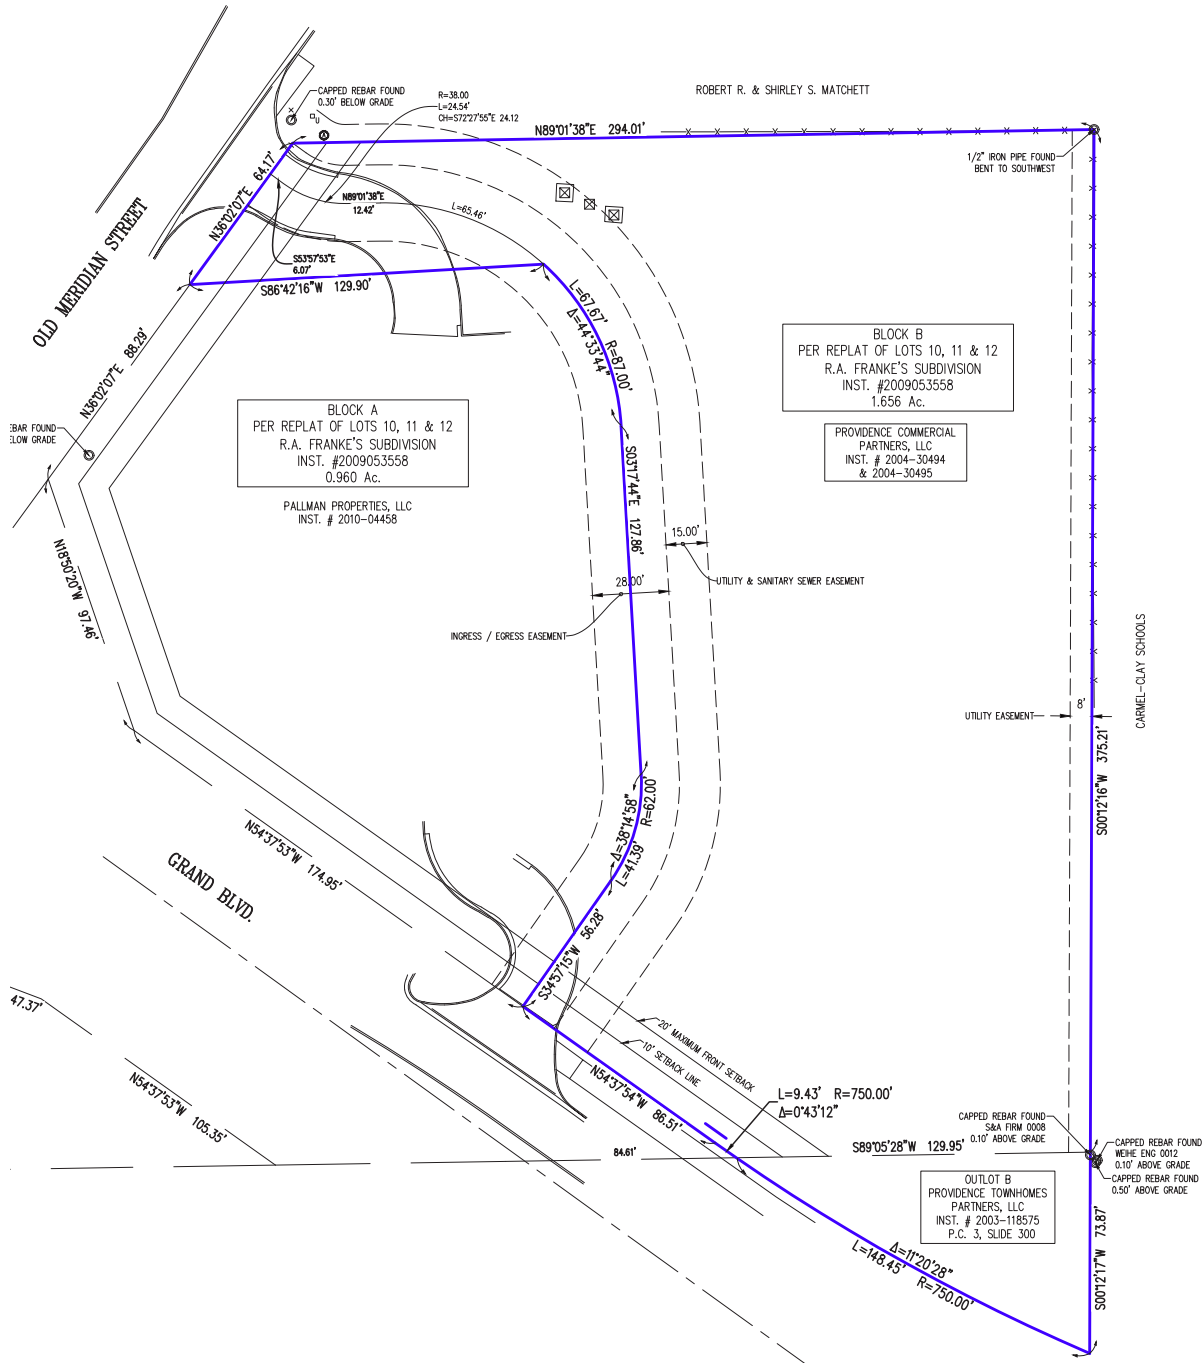 ROBERT R. & SHIRLEY S. MATCHETT
CAPPED REBAR FOUND
0.30' BELOW GRADE
R=38.00
L=24.54'
CH=S72°27'55"E 24.12
N89°01'38"E 294.01'
1/2" IRON PIPE FOUND
BENT TO SOUTHWEST
N36°02'07"E 64.17'
N89°01'38"E
12.42'
L=65.46'
OLD MERIDIAN STREET
S53°57'53"E
6.07'
S86°42'16"W 129.90'
L=67.67' R=87.00'
Δ=44°33'44"
N36°02'07"E 88.29'
BLOCK B
PER REPLAT OF LOTS 10, 11 & 12
R.A. FRANKE'S SUBDIVISION
INST. #2009053558
1.656 Ac.
BLOCK A
PER REPLAT OF LOTS 10, 11 & 12
R.A. FRANKE'S SUBDIVISION
INST. #2009053558
0.960 Ac.
EBAR FOUND
ELOW GRADE
PROVIDENCE COMMERCIAL
PARTNERS, LLC
INST. # 2004-30494
& 2004-30495
PALLMAN PROPERTIES, LLC
INST. # 2010-04458
S03°17'44"E 127.86'
15.00'
N18°50'20"W 97.46'
28.00'
UTILITY & SANITARY SEWER EASEMENT
INGRESS / EGRESS EASEMENT
CARMEL-CLAY SCHOOLS
8'
UTILITY EASEMENT
S00°12'16"W 375.21'
Δ=38°14'58"
R=62.00'
L=41.39'
N54°37'53"W 174.95'
GRAND BLVD.
S34°57'15"W 56.28'
47.37'
20' MAXIMUM FRONT SETBACK
10' SETBACK LINE
N54°37'54"W 86.51'
L=9.43' R=750.00'
Δ=0°43'12"
N54°37'53"W 105.35'
CAPPED REBAR FOUND
S&A FIRM 0008
0.10' ABOVE GRADE
84.61'
S89°05'28"W 129.95'
CAPPED REBAR FOUND
WEIHE ENG 0012
0.10' ABOVE GRADE
CAPPED REBAR FOUND
0.50' ABOVE GRADE
OUTLOT B
PROVIDENCE TOWNHOMES
PARTNERS, LLC
INST. # 2003-118575
P.C. 3, SLIDE 300
S00°12'17"W 73.87'
Δ=11°20'28"
L=148.45' R=750.00'